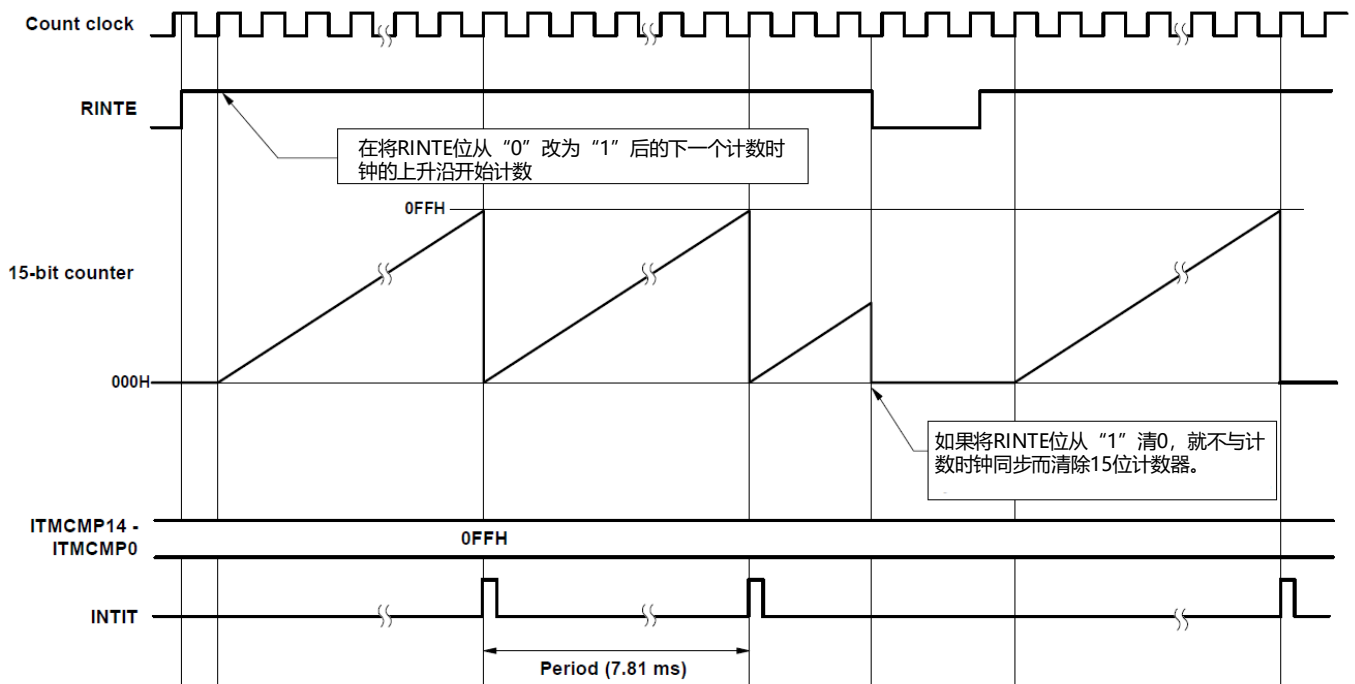 Count clock
RINTE
在将RINTE位从“0”改为“1”后的下一个计数时
钟的上升沿开始计数
0FFH
15-bit counter
000H
如果将RINTE位从“1”清0，就不与计
数时钟同步而清除15位计数器。
ITMCMP14 -
ITMCMP0
0FFH
INTIT
Period (7.81 ms)